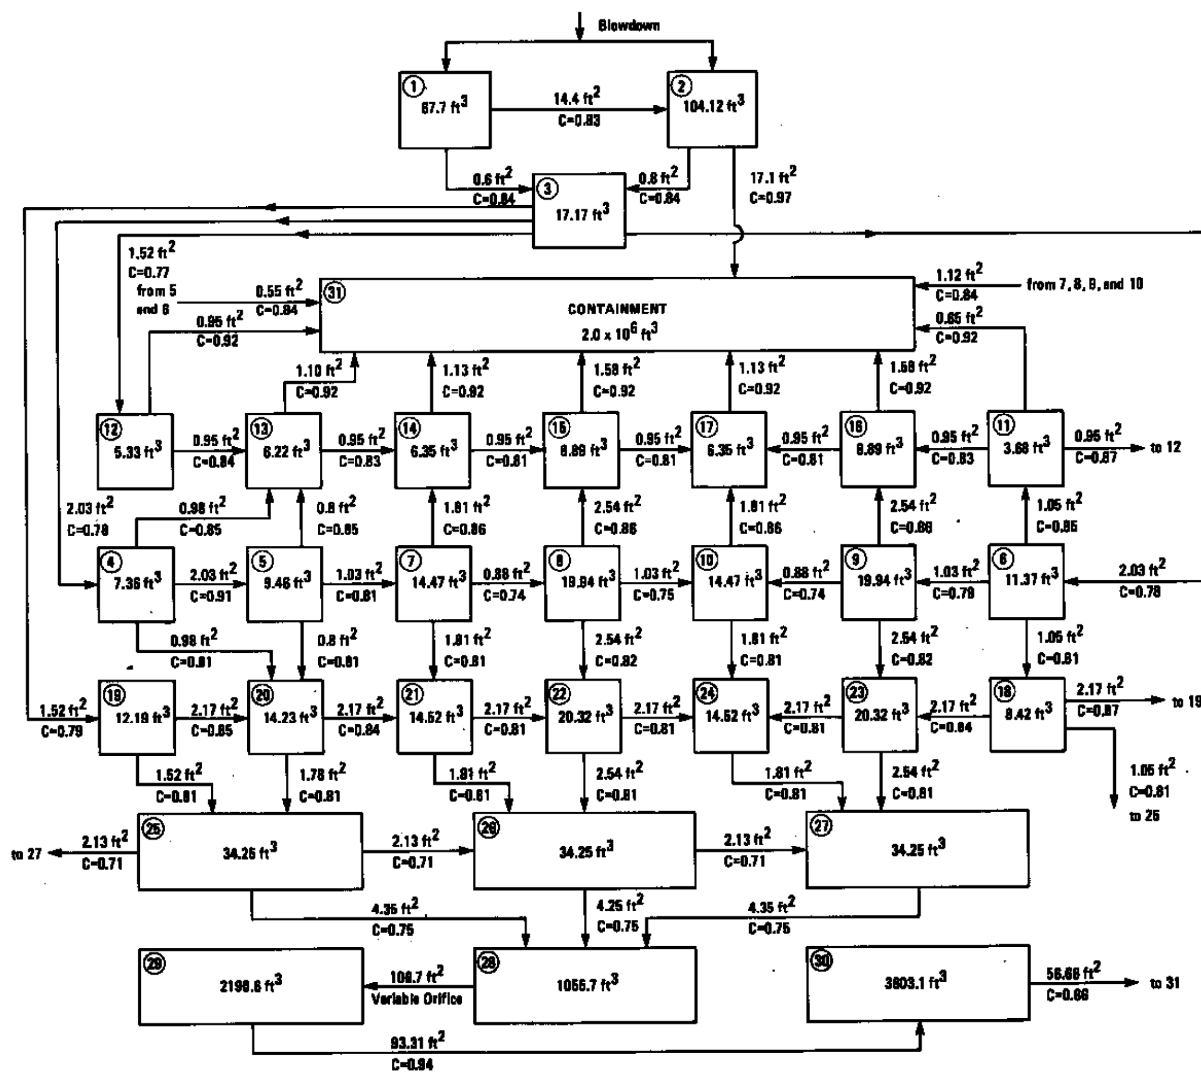 Blowdown
1
67.7 ft3
14.4 ft2
C=0.83
2
104.12 ft3
0.6 ft2
C=0.84
3
17.17 ft3
0.8 ft2
C=0.84
17.1 ft2
C=0.97
1.52 ft2
C=0.77
from 5
and 6
0.55 ft2
C=0.84
31
CONTAINMENT
2.0 x 10^6 ft3
1.12 ft2
C=0.84
from 7, 8, 9, and 10
0.95 ft2
C=0.92
0.65 ft2
C=0.92
1.10 ft2
C=0.92
1.13 ft2
C=0.92
1.58 ft2
C=0.92
1.13 ft2
C=0.92
1.58 ft2
C=0.92
12
5.33 ft3
0.95 ft2
C=0.84
13
6.22 ft3
0.95 ft2
C=0.83
14
6.35 ft3
0.95 ft2
C=0.81
15
8.89 ft3
0.95 ft2
C=0.81
17
6.35 ft3
0.95 ft2
C=0.81
16
8.89 ft3
0.95 ft2
C=0.83
11
3.68 ft3
0.95 ft2
C=0.87
to 12
2.03 ft2
C=0.78
0.98 ft2
C=0.85
0.8 ft2
C=0.85
1.81 ft2
C=0.86
2.54 ft2
C=0.86
1.81 ft2
C=0.86
2.54 ft2
C=0.86
1.05 ft2
C=0.85
4
7.36 ft3
2.03 ft2
C=0.91
5
9.46 ft3
1.03 ft2
C=0.81
7
14.47 ft3
0.88 ft2
C=0.74
8
19.94 ft3
1.03 ft2
C=0.75
10
14.47 ft3
0.88 ft2
C=0.74
9
19.94 ft3
1.03 ft2
C=0.79
6
11.37 ft3
2.03 ft2
C=0.78
0.98 ft2
C=0.81
0.8 ft2
C=0.81
1.81 ft2
C=0.81
2.54 ft2
C=0.82
1.81 ft2
C=0.81
2.54 ft2
C=0.82
1.05 ft2
C=0.81
1.52 ft2
C=0.79
19
12.19 ft3
2.17 ft2
C=0.85
20
14.23 ft3
2.17 ft2
C=0.84
21
14.52 ft3
2.17 ft2
C=0.81
22
20.32 ft3
2.17 ft2
C=0.81
24
14.52 ft3
2.17 ft2
C=0.81
23
20.32 ft3
2.17 ft2
C=0.84
18
8.42 ft3
2.17 ft2
C=0.87
to 19
1.52 ft2
C=0.81
1.78 ft2
C=0.81
1.81 ft2
C=0.81
2.54 ft2
C=0.81
1.81 ft2
C=0.81
2.54 ft2
C=0.81
1.05 ft2
C=0.81
to 26
to 27
2.13 ft2
C=0.71
25
34.25 ft3
2.13 ft2
C=0.71
26
34.25 ft3
2.13 ft2
C=0.71
27
34.25 ft3
4.35 ft2
C=0.75
4.25 ft2
C=0.75
4.35 ft2
C=0.75
29
2198.6 ft3
109.7 ft2
Variable Orifice
28
1055.7 ft3
30
3803.1 ft3
56.66 ft2
C=0.66
to 31
93.31 ft2
C=0.94